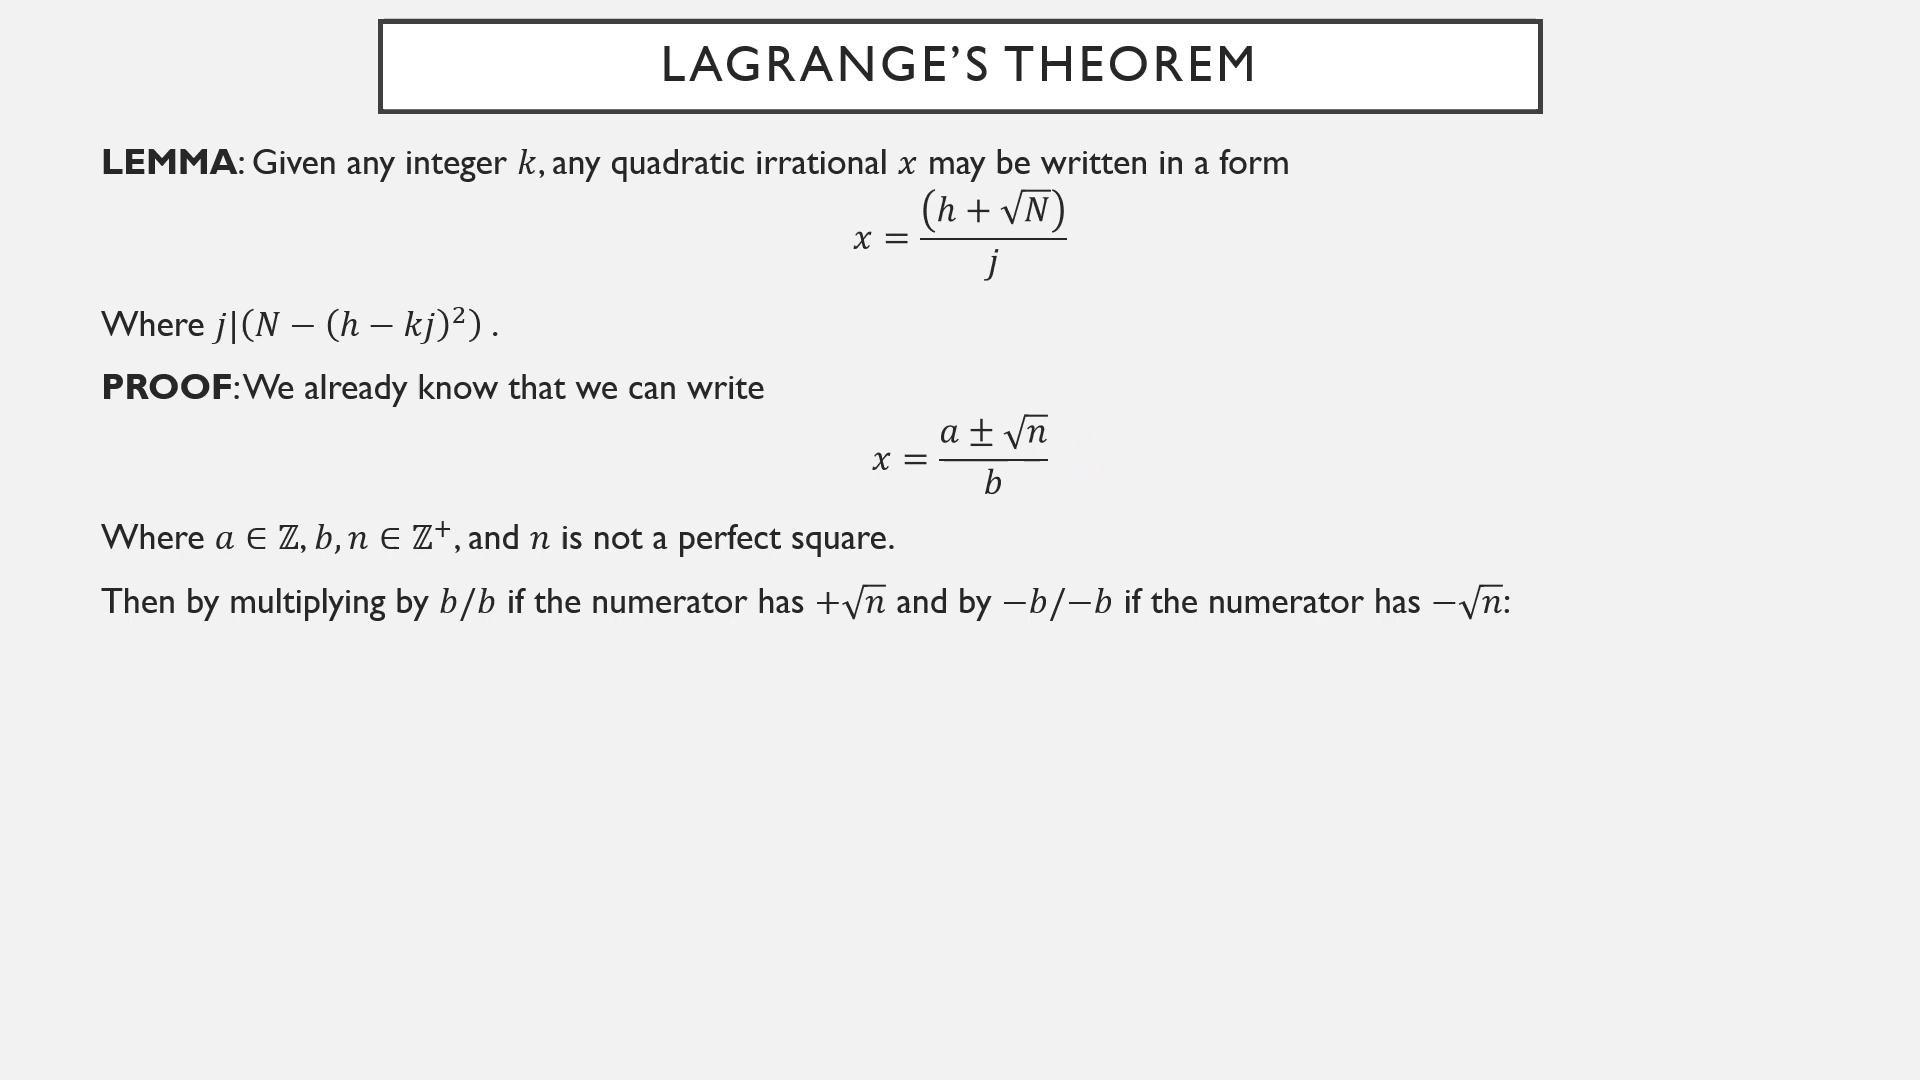 LAGRANGE'S THEOREM
LEMMA: Given any integer k, any quadratic irrational x may be written in a form
x = (h + √N) / j
Where j|(N − (h − kj)²) .
PROOF: We already know that we can write
x = a ± √n / b
Where a ∈ ℤ, b, n ∈ ℤ⁺, and n is not a perfect square.
Then by multiplying by b/b if the numerator has +√n and by −b/−b if the numerator has −√n: